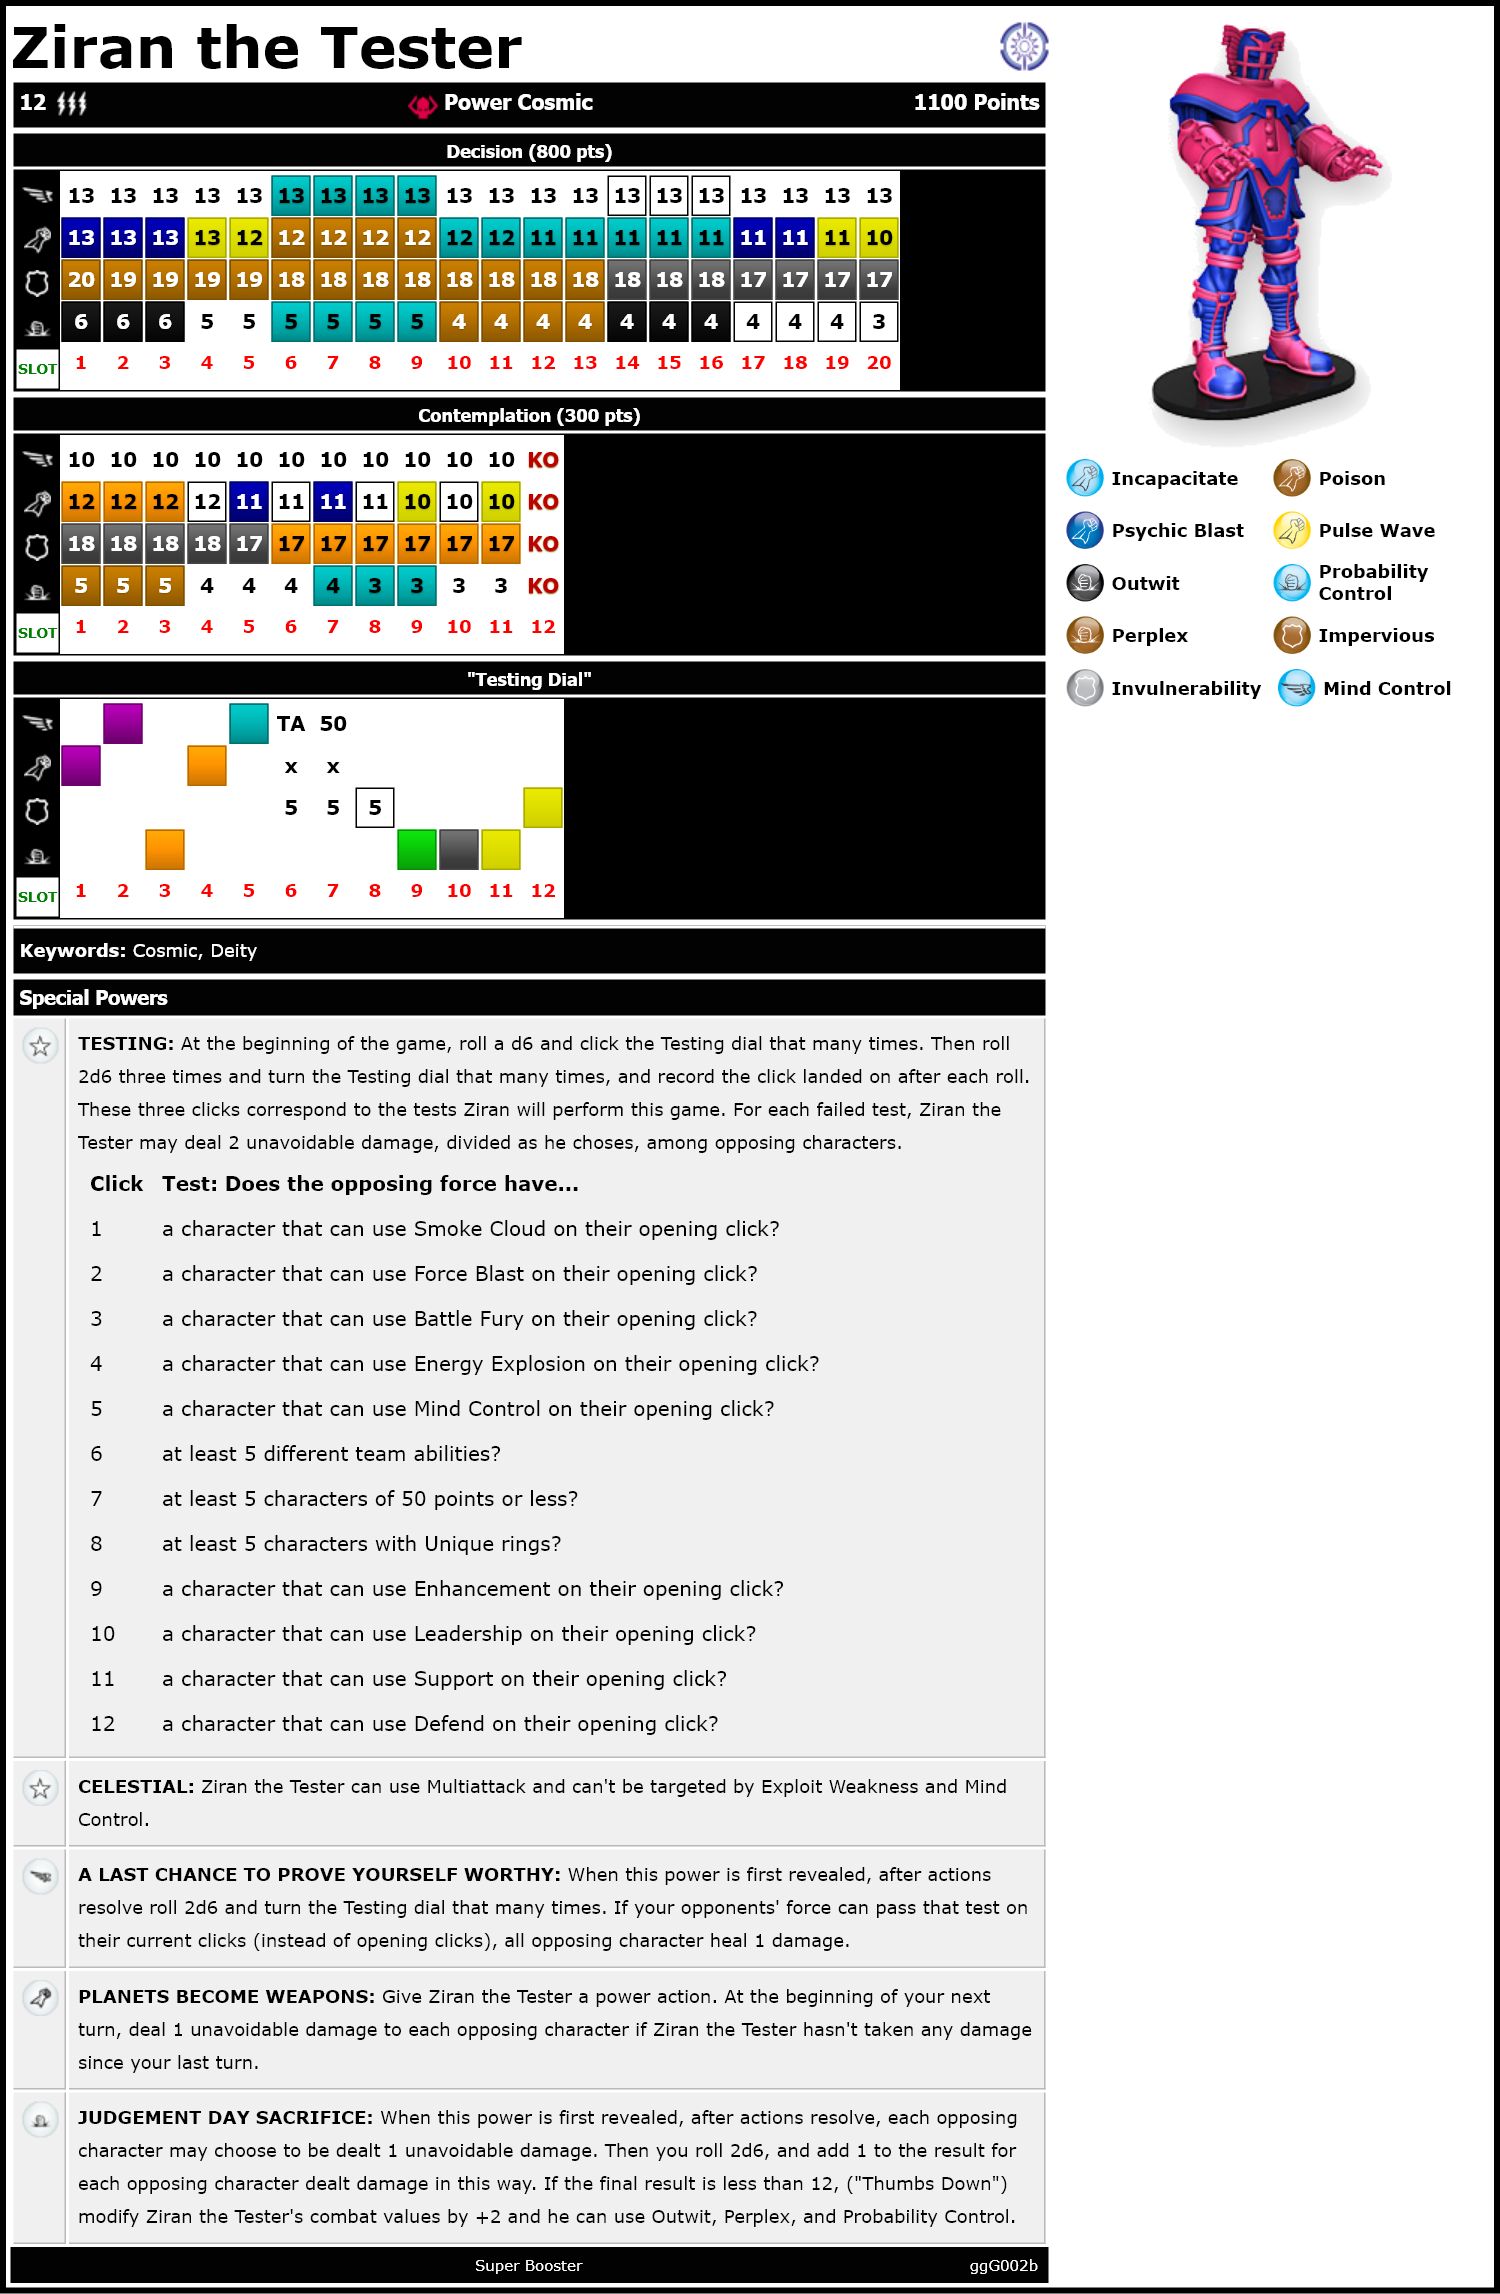 Ziran the Tester
12 Power Cosmic 1100 Points
Decision (800 pts)
13 13 13 13 13 13 13 13 13 10 10 13 13 13 13 13 13 13 13 13
13 13 13 13 12 12 12 12 12 12 12 11 11 11 11 11 11 11 11 10
20 19 19 19 19 18 18 18 18 18 18 18 18 18 18 18 17 17 17 17
6 6 6 5 5 5 5 5 5 4 4 4 4 4 4 4 4 4 4 3
SLOT 1 2 3 4 5 6 7 8 9 10 11 12 13 14 15 16 17 18 19 20
Contemplation (300 pts)
10 10 10 10 10 10 10 10 10 10 10 KO
12 12 12 12 11 11 11 11 10 10 10 KO
18 18 18 18 17 17 17 17 17 17 17 KO
5 5 5 4 4 4 4 3 3 3 3 KO
SLOT 1 2 3 4 5 6 7 8 9 10 11 12
"Testing Dial"
TA 50
x x
5 5 5
SLOT 1 2 3 4 5 6 7 8 9 10 11 12
Incapacitate Poison
Psychic Blast Pulse Wave
Outwit Probability
Control
Perplex Impervious
Invulnerability Mind Control
Keywords: Cosmic, Deity
Special Powers
TESTING: At the beginning of the game, roll a d6 and click the Testing dial that many times. Then roll
2d6 three times and turn the Testing dial that many times, and record the click landed on after each roll.
These three clicks correspond to the tests Ziran will perform this game. For each failed test, Ziran the
Tester may deal 2 unavoidable damage, divided as he choses, among opposing characters.
Click Test: Does the opposing force have...
1 a character that can use Smoke Cloud on their opening click?
2 a character that can use Force Blast on their opening click?
3 a character that can use Battle Fury on their opening click?
4 a character that can use Energy Explosion on their opening click?
5 a character that can use Mind Control on their opening click?
6 at least 5 different team abilities?
7 at least 5 characters of 50 points or less?
8 at least 5 characters with Unique rings?
9 a character that can use Enhancement on their opening click?
10 a character that can use Leadership on their opening click?
11 a character that can use Support on their opening click?
12 a character that can use Defend on their opening click?
CELESTIAL: Ziran the Tester can use Multiattack and can't be targeted by Exploit Weakness and Mind
Control.
A LAST CHANCE TO PROVE YOURSELF WORTHY: When this power is first revealed, after actions
resolve roll 2d6 and turn the Testing dial that many times. If your opponents' force can pass that test on
their current clicks (instead of opening clicks), all opposing character heal 1 damage.
PLANETS BECOME WEAPONS: Give Ziran the Tester a power action. At the beginning of your next
turn, deal 1 unavoidable damage to each opposing character if Ziran the Tester hasn't taken any damage
since your last turn.
JUDGEMENT DAY SACRIFICE: When this power is first revealed, after actions resolve, each opposing
character may choose to be dealt 1 unavoidable damage. Then you roll 2d6, and add 1 to the result for
each opposing character dealt damage in this way. If the final result is less than 12, ("Thumbs Down")
modify Ziran the Tester's combat values by +2 and he can use Outwit, Perplex, and Probability Control.
Super Booster ggG002b